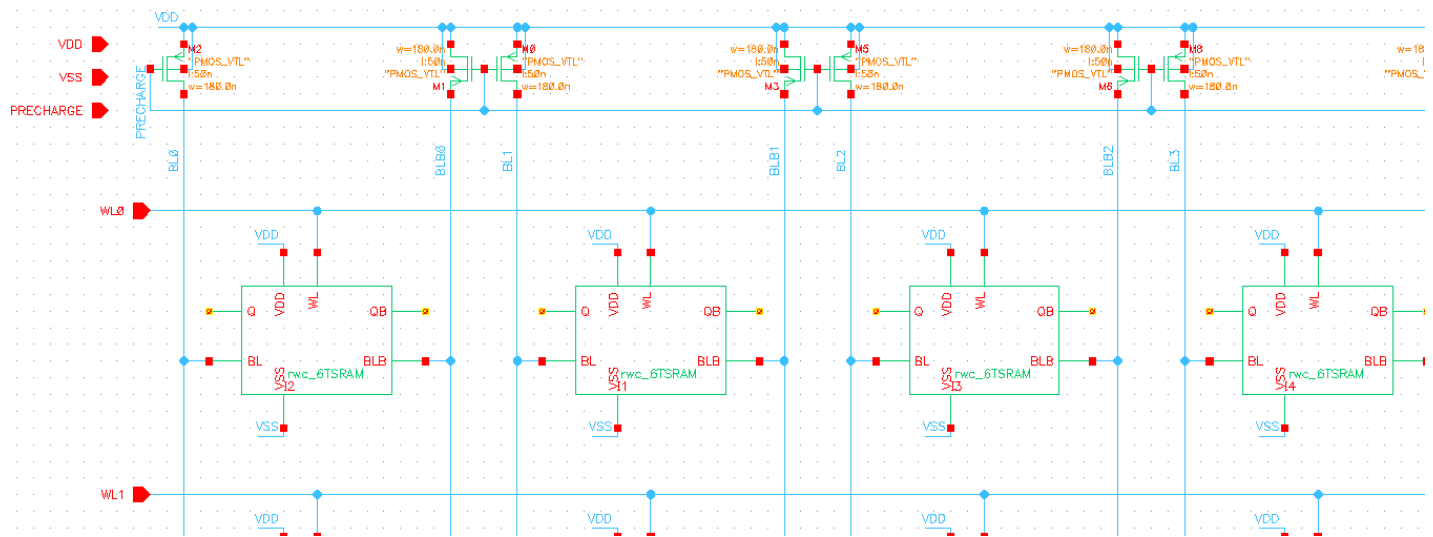 VDD
VDD
VSS
PRECHARGE
PRECHARGE
M2
"PMOS_VTL"
l:50n
w=180.0n
w=180.0n
l:50n
"PMOS_VTL"
M1
M0
"PMOS_VTL"
l:50n
w=180.0n
w=180.0n
l:50n
"PMOS_VTL"
M3
M5
"PMOS_VTL"
l:50n
w=180.0n
w=180.0n
l:50n
"PMOS_VTL"
M6
M8
"PMOS_VTL"
l:50n
w=180.0n
w=18
"PMOS_
BL0
BLB0
BL1
BLB1
BL2
BLB2
BL3
WL0
VDD
VDD
VDD
VDD
VDD WL
Q QB
BL BLB
VSS rwc_6TSRAM
I2
VDD WL
Q QB
BL BLB
VSS rwc_6TSRAM
I1
VDD WL
Q QB
BL BLB
VSS rwc_6TSRAM
I3
VDD WL
Q QB
BL BLB
VSS rwc_6TSRAM
I4
VSS
VSS
VSS
VSS
WL1
VDD
VDD
VDD
VDD